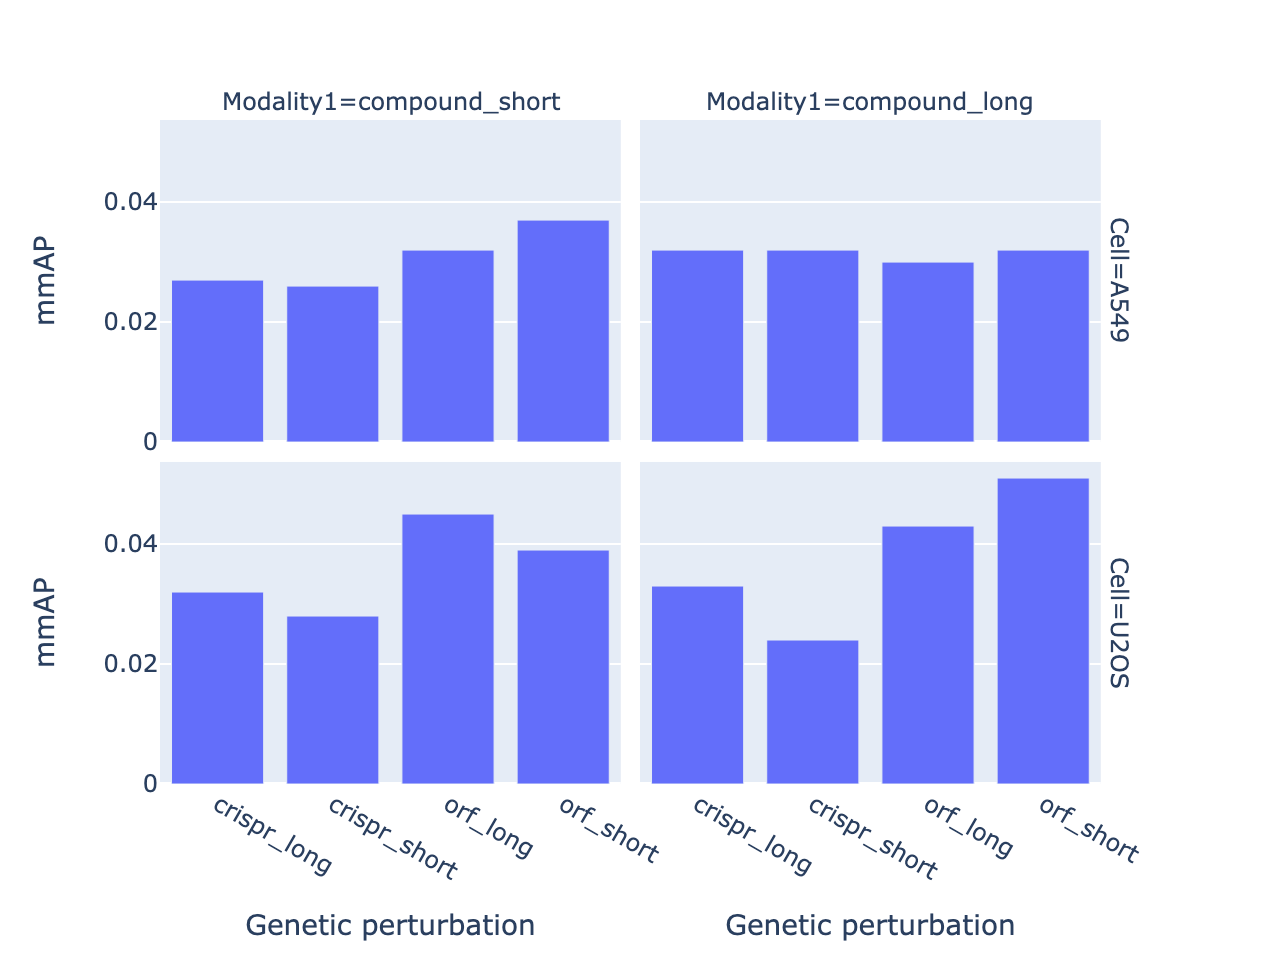 Modality1=compound_short
Modality1=compound_long
mmAP
0.04
0.02
0
Cell=A549
mmAP
0.04
0.02
0
Cell=U2OS
crispr_long
crispr_short
orf_long
orf_short
crispr_long
crispr_short
orf_long
orf_short
Genetic perturbation
Genetic perturbation